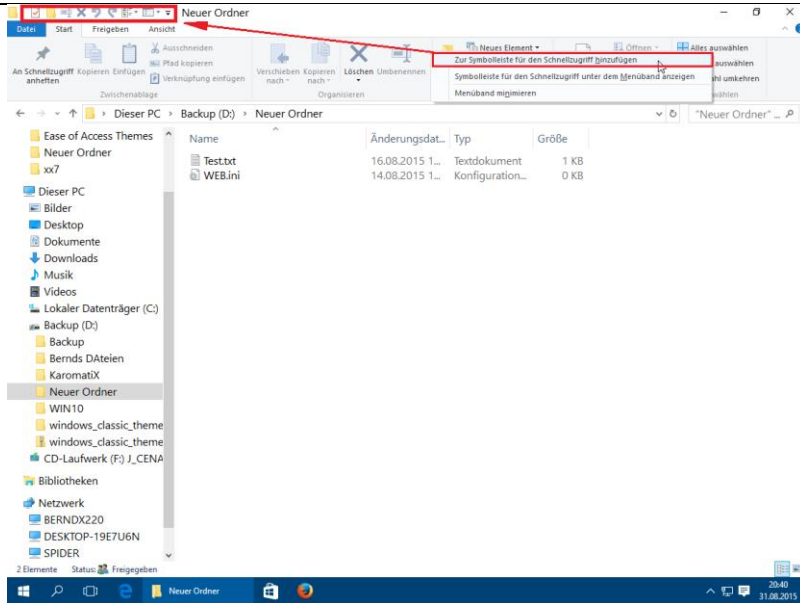 Neuer Ordner
Datei Start Freigeben Ansicht
An Schnellzugriff anheften
Kopieren
Einfügen
Ausschneiden
Pfad kopieren
Verknüpfung einfügen
Zwischenablage
Verschieben nach
Kopieren nach
Löschen
Umbenennen
Organisieren
Neues Element
Öffnen
Alles auswählen
auswählen
ahl umkehren
wählen
Zur Symbolleiste für den Schnellzugriff hinzufügen
Symbolleiste für den Schnellzugriff unter dem Menüband anzeigen
Menüband minimieren
Dieser PC > Backup (D:) > Neuer Ordner
"Neuer Ordner" ...
Name Änderungsdat... Typ Größe
Test.txt 16.08.2015 1... Textdokument 1 KB
WEB.ini 14.08.2015 1... Konfiguration... 0 KB
Ease of Access Themes
Neuer Ordner
xx7
Dieser PC
Bilder
Desktop
Dokumente
Downloads
Musik
Videos
Lokaler Datenträger (C:)
Backup (D:)
Backup
Bernds DAteien
KaromatiX
Neuer Ordner
WIN10
windows_classic_theme
windows_classic_theme
CD-Laufwerk (F:) J_CENA
Bibliotheken
Netzwerk
BERNDX220
DESKTOP-19E7U6N
SPIDER
2 Elemente Status: Freigegeben
Neuer Ordner
20:40
31.08.2015